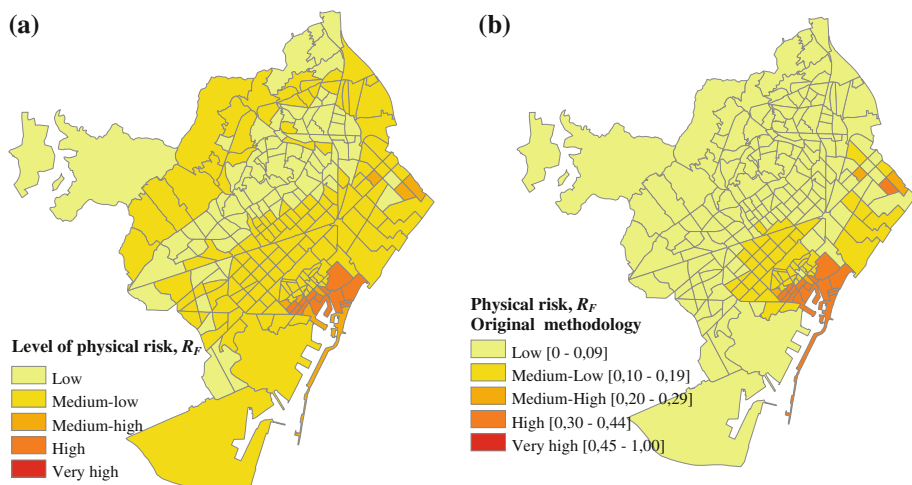 (a)
Level of physical risk, R_F
Low
Medium-low
Medium-high
High
Very high
(b)
Physical risk, R_F
Original methodology
Low [0 - 0,09]
Medium-Low [0,10 - 0,19]
Medium-High [0,20 - 0,29]
High [0,30 - 0,44]
Very high [0,45 - 1,00]